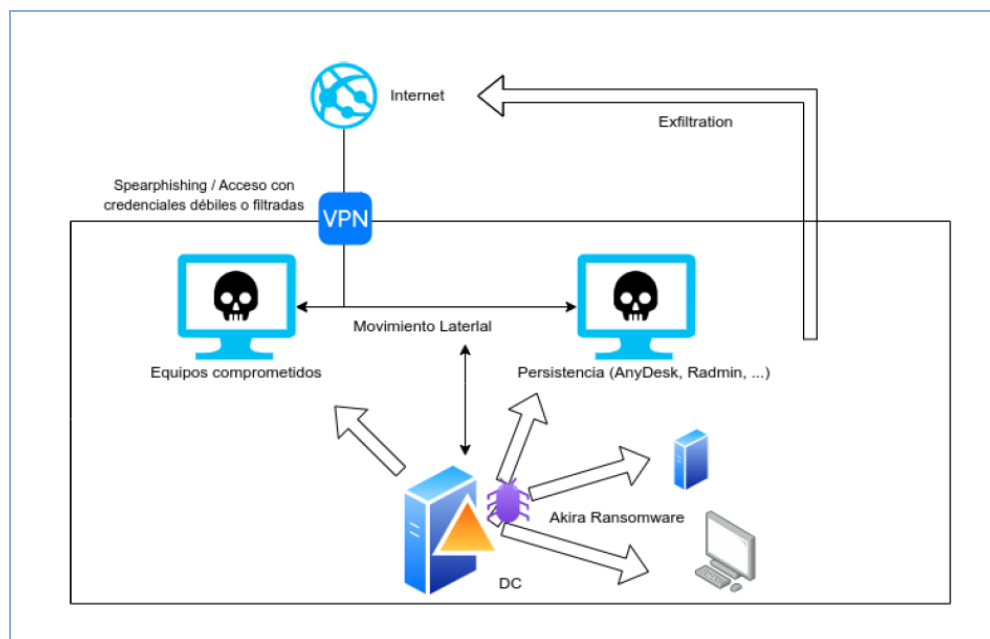 Internet
Exfiltration
Spearphishing / Acceso con
credenciales débiles o filtradas
VPN
Movimiento Laterlal
Equipos comprometidos
Persistencia (AnyDesk, Radmin, ...)
Akira Ransomware
DC